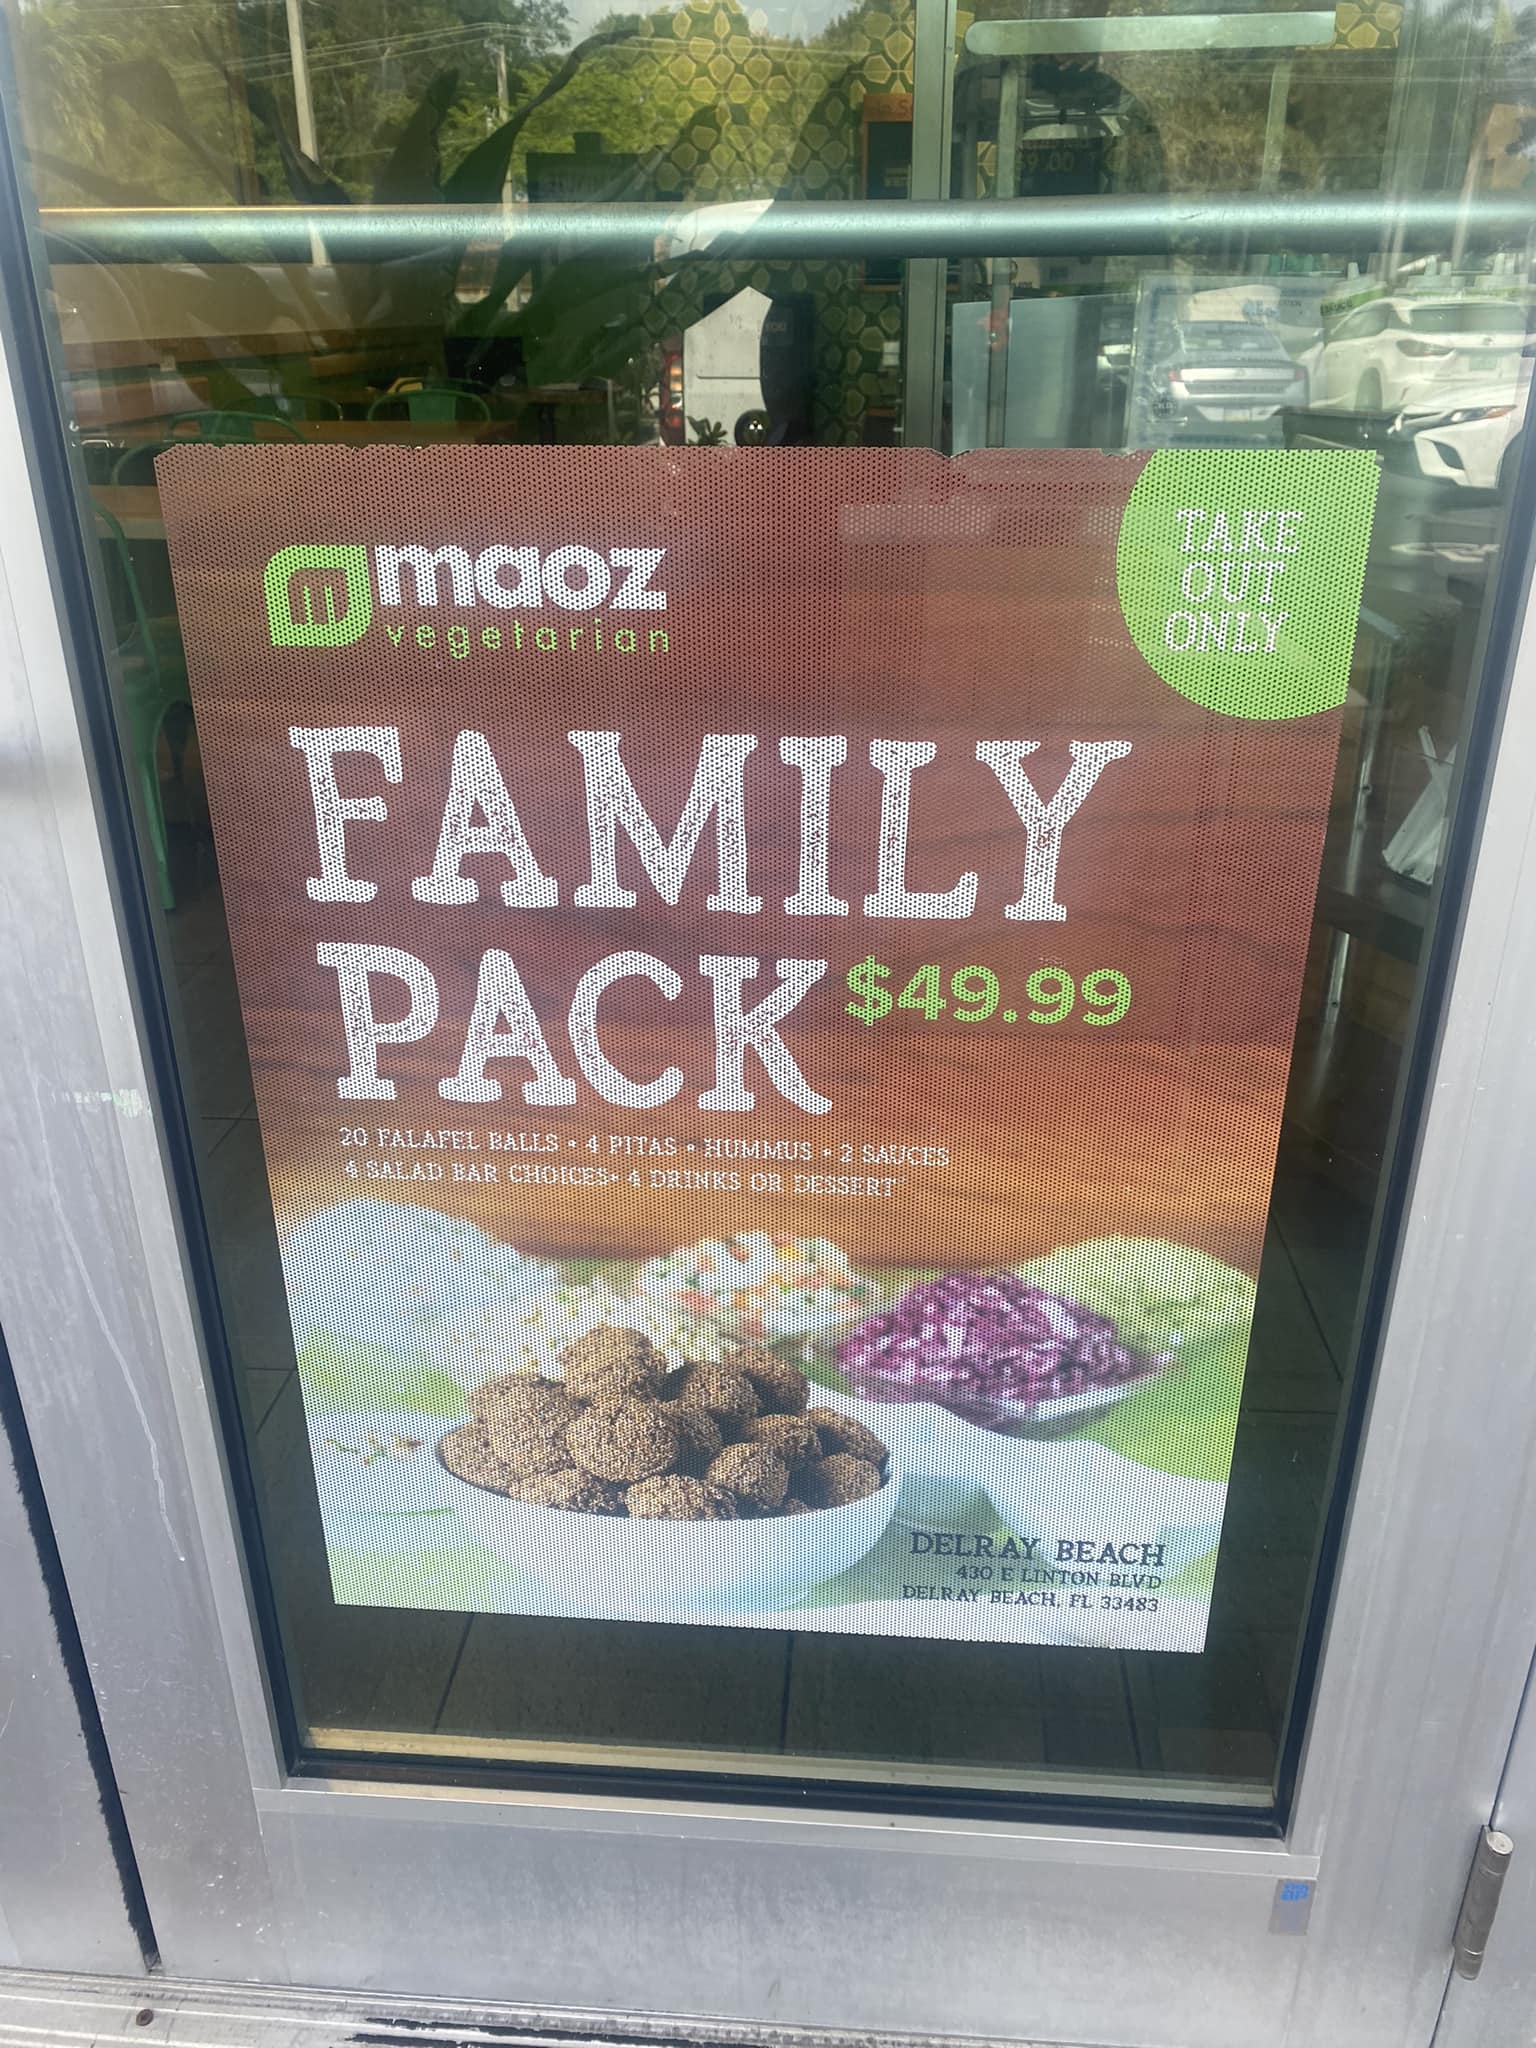 TAKE
OUT
ONLY
maoz
vegetarian
FAMILY
PACK $49.99
20 FALAFEL BALLS • 4 PITAS • HUMMUS • 2 SAUCES
4 SALAD BAR CHOICES• 4 DRINKS OR DESSERT
DELRAY BEACH
430 E LINTON BLVD
DELRAY BEACH, FL 33483